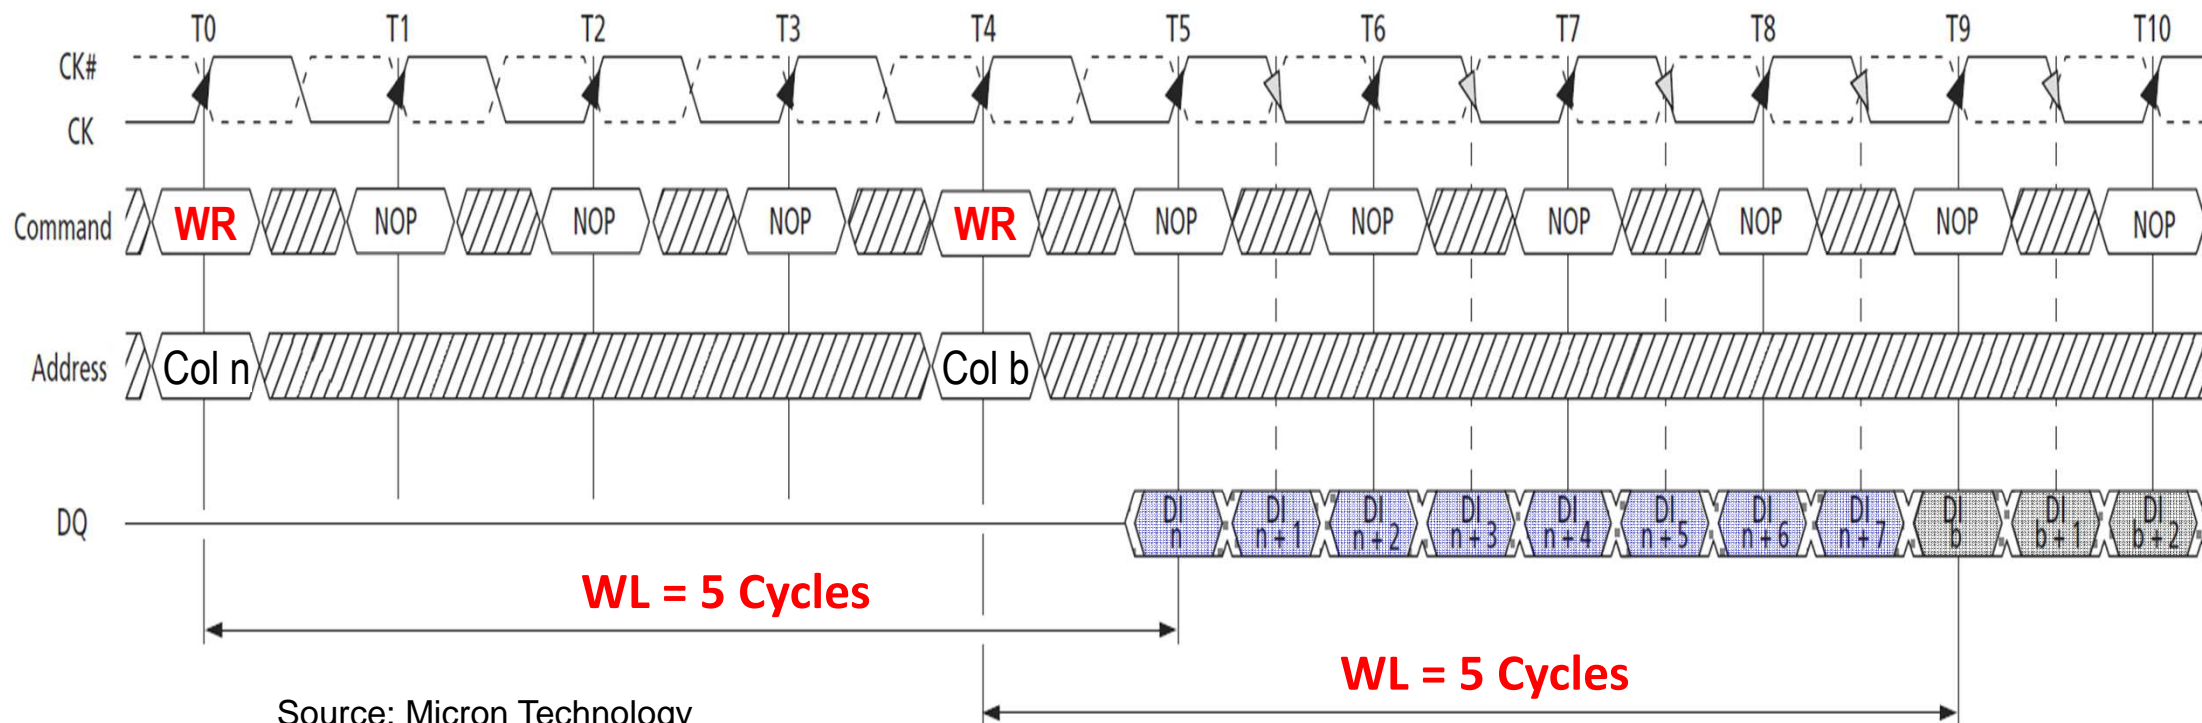 T0 T1 T2 T3 T4 T5 T6 T7 T8 T9 T10
CK#
CK
Command WR NOP NOP NOP WR NOP NOP NOP NOP NOP NOP
Address Col n Col b
DQ DI DI DI DI DI DI DI DI DI DI DI
n n + 1 n + 2 n + 3 n + 4 n + 5 n + 6 n + 7 b b + 1 b + 2
WL = 5 Cycles
WL = 5 Cycles
Source: Micron Technology